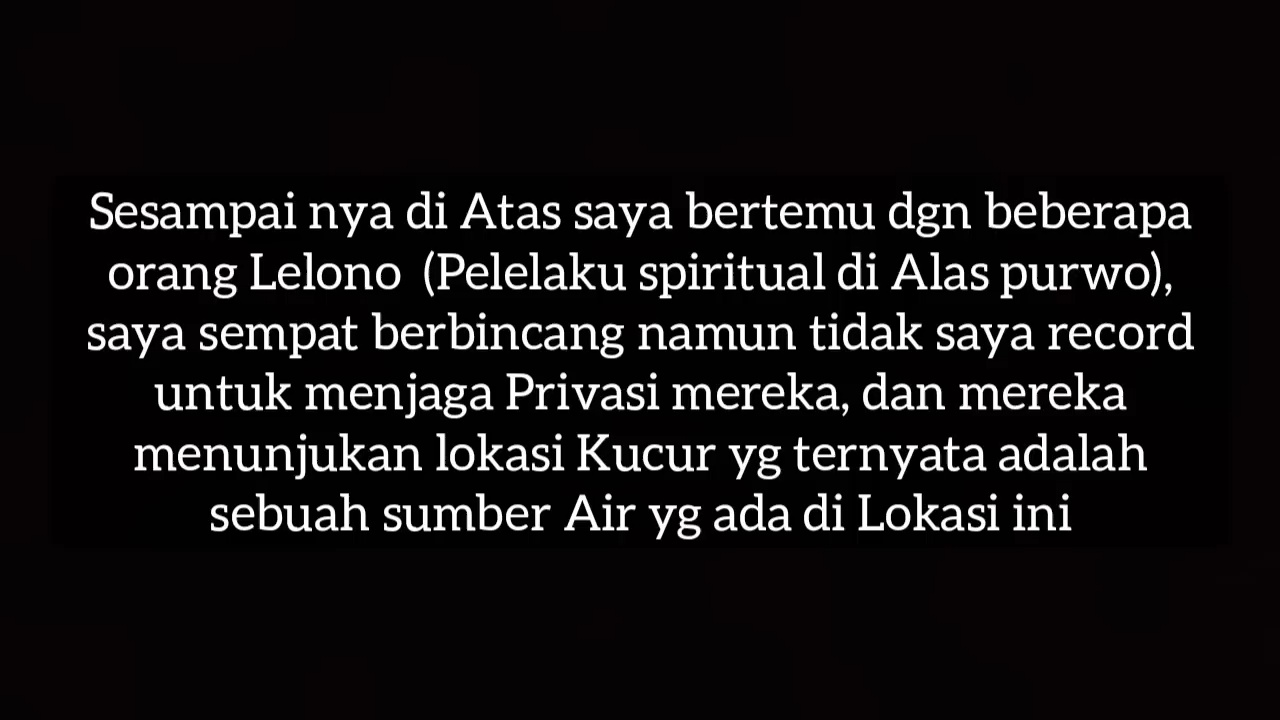 Sesampai nya di Atas saya bertemu dgn beberapa
orang Lelono (Pelelaku spiritual di Alas purwo),
saya sempat berbincang namun tidak saya record
untuk menjaga Privasi mereka, dan mereka
menunjukan lokasi Kucur yg ternyata adalah
sebuah sumber Air yg ada di Lokasi ini